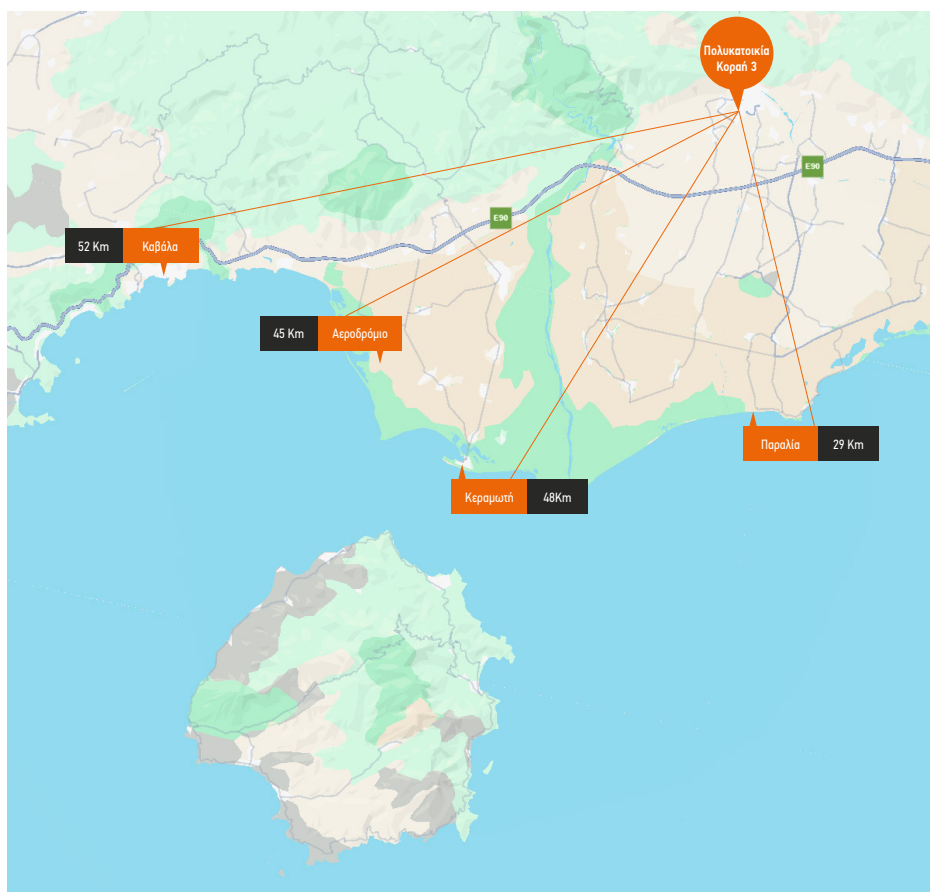 Πολυκατοικία
Κοραή 3
E90
E90
52 Km Καβάλα
45 Km Αεροδρόμιο
Παραλία 29 Km
Κεραμωτή 48Km